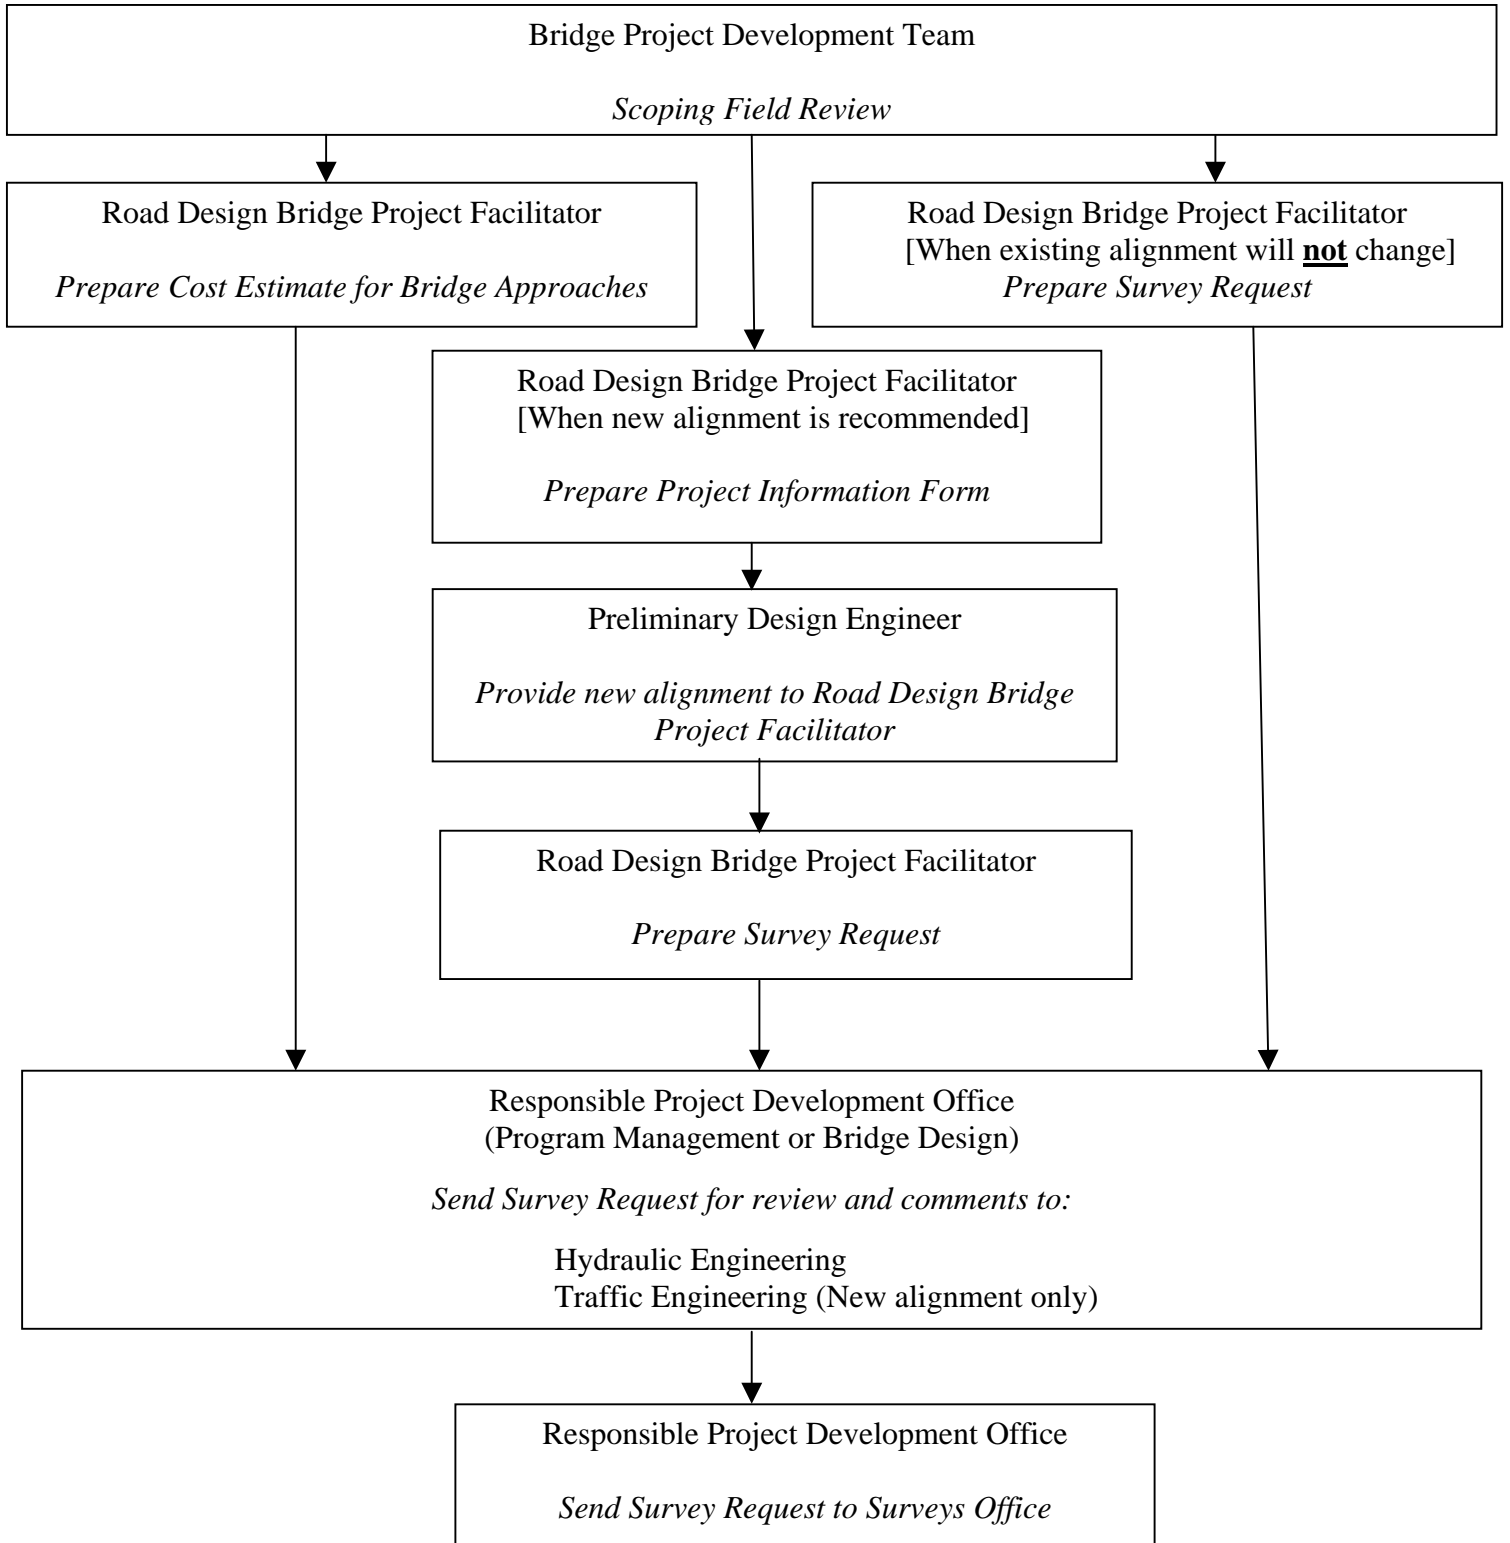 Bridge Project Development Team
Scoping Field Review
Road Design Bridge Project Facilitator
Prepare Cost Estimate for Bridge Approaches
Road Design Bridge Project Facilitator
[When existing alignment will not change]
Prepare Survey Request
Road Design Bridge Project Facilitator
[When new alignment is recommended]
Prepare Project Information Form
Preliminary Design Engineer
Provide new alignment to Road Design Bridge
Project Facilitator
Road Design Bridge Project Facilitator
Prepare Survey Request
Responsible Project Development Office
(Program Management or Bridge Design)
Send Survey Request for review and comments to:
Hydraulic Engineering
Traffic Engineering (New alignment only)
Responsible Project Development Office
Send Survey Request to Surveys Office